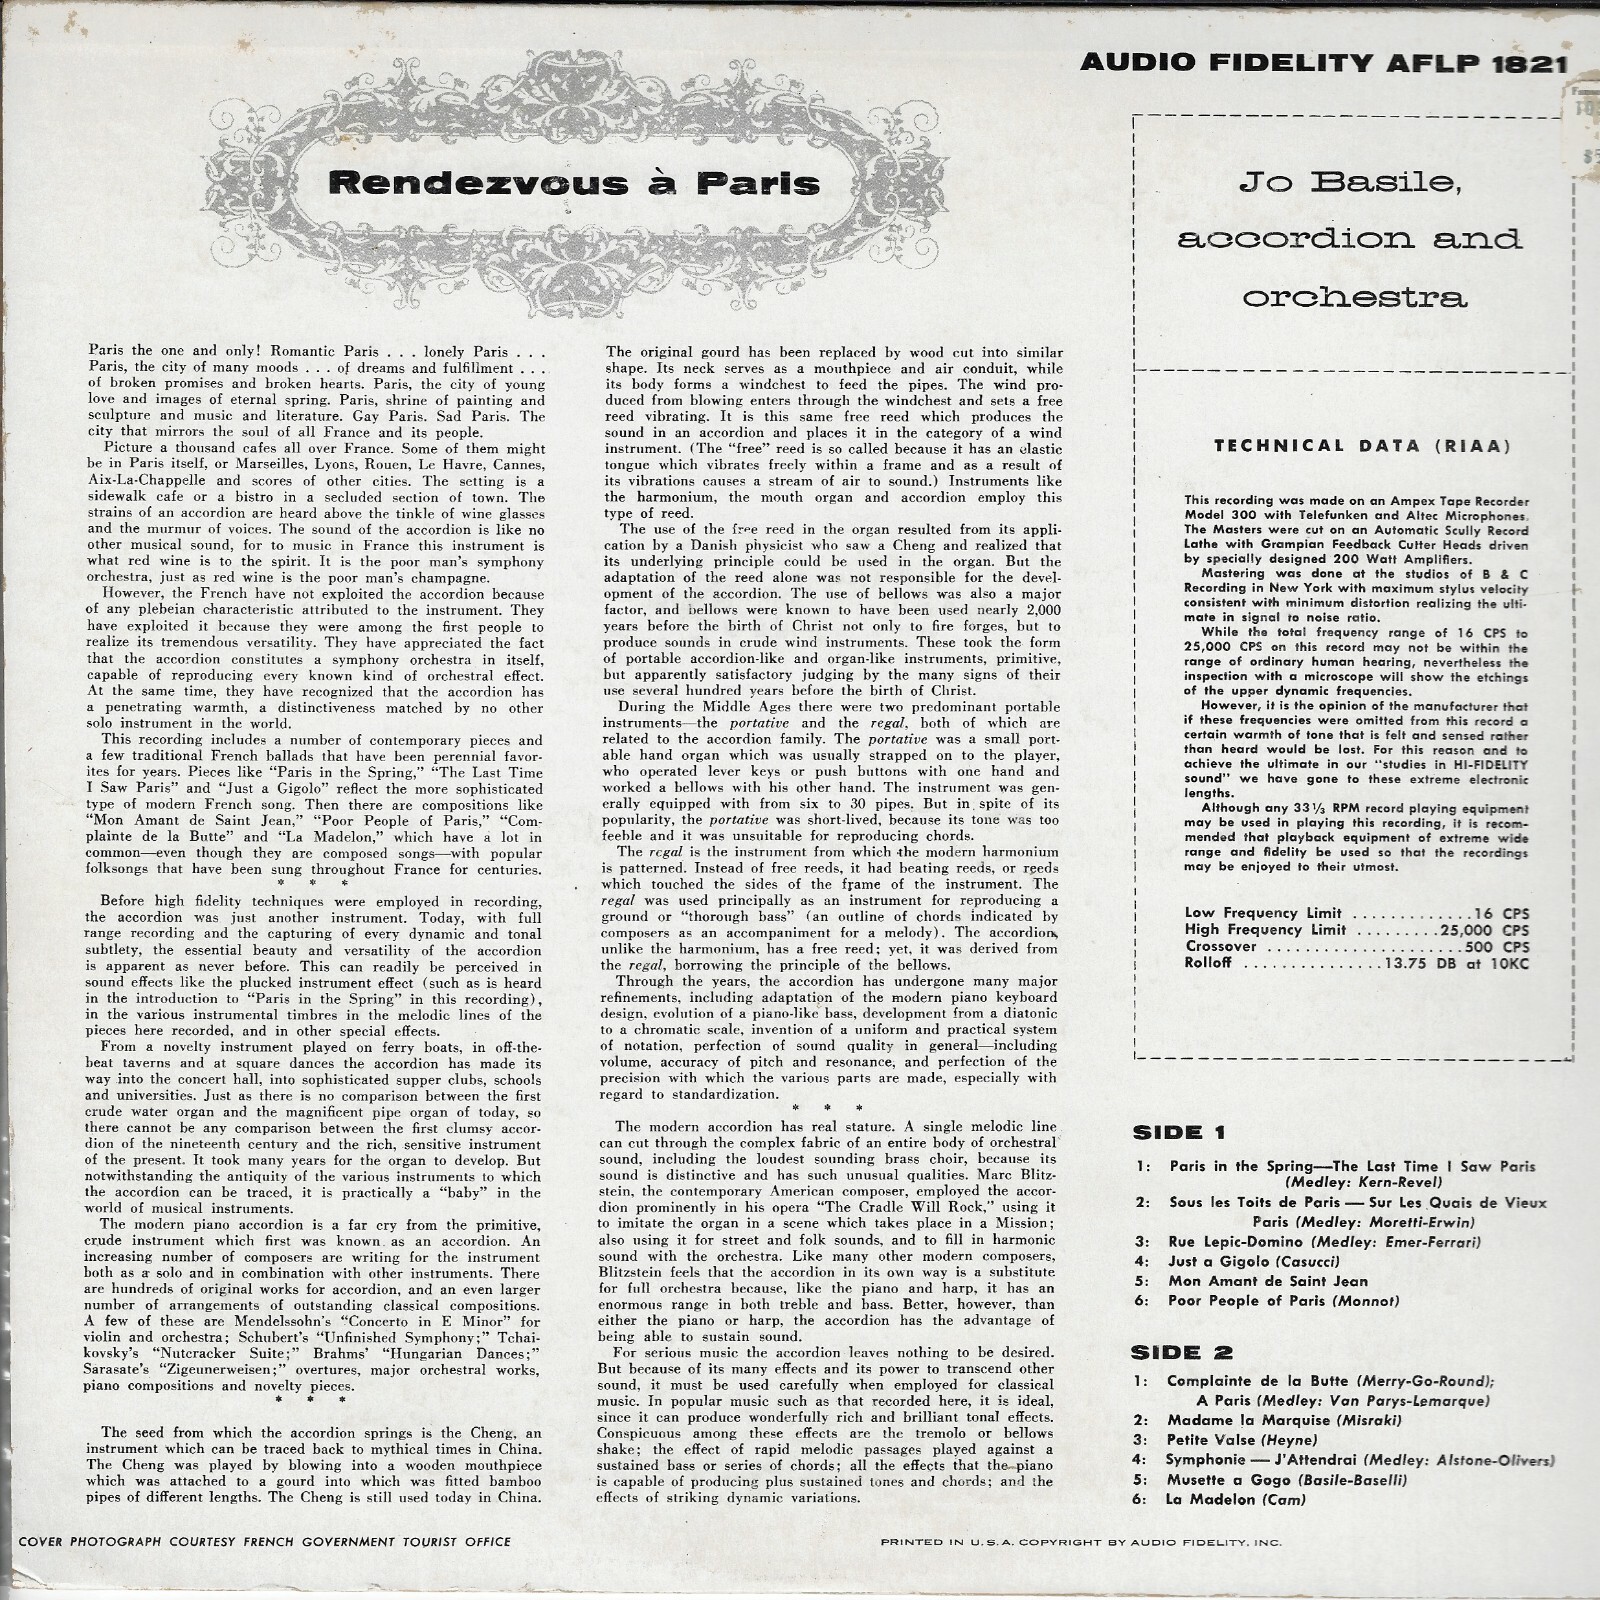 AUDIO FIDELITY AFLP 1821
Rendezvous à Paris
Paris the one and only! Romantic Paris . . . lonely Paris . . .
Paris, the city of many moods . . . of dreams and fulfillment . . .
of broken promises and broken hearts. Paris, the city of young
love and images of eternal spring. Paris, shrine of painting and
sculpture and music and literature. Gay Paris. Sad Paris. The
city that mirrors the soul of all France and its people.
Picture a thousand cafes all over France. Some of them might
be in Paris itself, or Marseilles, Lyons, Rouen, Le Havre, Cannes,
Aix-La-Chappelle and scores of other cities. The setting is a
sidewalk cafe or a bistro in a secluded section of town. The
strains of an accordion are heard above the tinkle of wine glasses
and the murmur of voices. The sound of the accordion is like no
other musical sound, for to music in France this instrument is
what red wine is to the spirit. It is the poor man's symphony
orchestra, just as red wine is the poor man's champagne.
However, the French have not exploited the accordion because
of any plebeian characteristic attributed to the instrument. They
have exploited it because they were among the first people to
realize its tremendous versatility. They have appreciated the fact
that the accordion constitutes a symphony orchestra in itself,
capable of reproducing every known kind of orchestral effect.
At the same time, they have recognized that the accordion has
a penetrating warmth, a distinctiveness matched by no other
solo instrument in the world.
This recording includes a number of contemporary pieces and
a few traditional French ballads that have been perennial favor-
ites for years. Pieces like "Paris in the Spring," "The Last Time
I Saw Paris" and "Just a Gigolo" reflect the more sophisticated
type of modern French song. Then there are compositions like
"Mon Amant de Saint Jean," "Poor People of Paris," "Com-
plainte de la Butte" and "La Madelon," which have a lot in
common—even though they are composed songs—with popular
folksongs that have been sung throughout France for centuries.
* * *
Before high fidelity techniques were employed in recording,
the accordion was just another instrument. Today, with full
range recording and the capturing of every dynamic and tonal
subtlety, the essential beauty and versatility of the accordion
is apparent as never before. This can readily be perceived in
sound effects like the plucked instrument effect (such as is heard
in the introduction to "Paris in the Spring" in this recording),
in the various instrumental timbres in the melodic lines of the
pieces here recorded, and in other special effects.
From a novelty instrument played on ferry boats, in off-the-
beat taverns and at square dances the accordion has made its
way into the concert hall, into sophisticated supper clubs, schools
and universities. Just as there is no comparison between the first
crude water organ and the magnificent pipe organ of today, so
there cannot be any comparison between the first clumsy accor-
dion of the nineteenth century and the rich, sensitive instrument
of the present. It took many years for the organ to develop. But
notwithstanding the antiquity of the various instruments to which
the accordion can be traced, it is practically a "baby" in the
world of musical instruments.
The modern piano accordion is a far cry from the primitive,
crude instrument which first was known as an accordion. An
increasing number of composers are writing for the instrument
both as a solo and in combination with other instruments. There
are hundreds of original works for accordion, and an even larger
number of arrangements of outstanding classical compositions.
A few of these are Mendelssohn's "Concerto in E Minor" for
violin and orchestra; Schubert's "Unfinished Symphony;" Tchai-
kovsky's "Nutcracker Suite;" Brahms' "Hungarian Dances;"
Sarasate's "Zigeunerweisen;" overtures, major orchestral works,
piano compositions and novelty pieces.
* * *
The seed from which the accordion springs is the Cheng, an
instrument which can be traced back to mythical times in China.
The Cheng was played by blowing into a wooden mouthpiece
which was attached to a gourd into which was fitted bamboo
pipes of different lengths. The Cheng is still used today in China.
The original gourd has been replaced by wood cut into similar
shape. Its neck serves as a mouthpiece and air conduit, while
its body forms a windchest to feed the pipes. The wind pro-
duced from blowing enters through the windchest and sets a free
reed vibrating. It is this same free reed which produces the
sound in an accordion and places it in the category of a wind
instrument. (The "free" reed is so called because it has an elastic
tongue which vibrates freely within a frame and as a result of
its vibrations causes a stream of air to sound.) Instruments like
the harmonium, the mouth organ and accordion employ this
type of reed.
The use of the free reed in the organ resulted from its appli-
cation by a Danish physicist who saw a Cheng and realized that
its underlying principle could be used in the organ. But the
adaptation of the reed alone was not responsible for the devel-
opment of the accordion. The use of bellows was also a major
factor, and bellows were known to have been used nearly 2,000
years before the birth of Christ not only to fire forges, but to
produce sounds in crude wind instruments. These took the form
of portable accordion-like and organ-like instruments, primitive,
but apparently satisfactory judging by the many signs of their
use several hundred years before the birth of Christ.
During the Middle Ages there were two predominant portable
instruments—the portative and the regal, both of which are
related to the accordion family. The portative was a small port-
able hand organ which was usually strapped on to the player,
who operated lever keys or push buttons with one hand and
worked a bellows with his other hand. The instrument was gen-
erally equipped with from six to 30 pipes. But in spite of its
popularity, the portative was short-lived, because its tone was too
feeble and it was unsuitable for reproducing chords.
The regal is the instrument from which the modern harmonium
is patterned. Instead of free reeds, it had beating reeds, or reeds
which touched the sides of the frame of the instrument. The
regal was used principally as an instrument for reproducing a
ground or "thorough bass" (an outline of chords indicated by
composers as an accompaniment for a melody). The accordion,
unlike the harmonium, has a free reed; yet, it was derived from
the regal, borrowing the principle of the bellows.
Through the years, the accordion has undergone many major
refinements, including adaptation of the modern piano keyboard
design, evolution of a piano-like bass, development from a diatonic
to a chromatic scale, invention of a uniform and practical system
of notation, perfection of sound quality in general—including
volume, accuracy of pitch and resonance, and perfection of the
precision with which the various parts are made, especially with
regard to standardization.
* * *
The modern accordion has real stature. A single melodic line
can cut through the complex fabric of an entire body of orchestral
sound, including the loudest sounding brass choir, because its
sound is distinctive and has such unusual qualities. Marc Blitz-
stein, the contemporary American composer, employed the accor-
dion prominently in his opera "The Cradle Will Rock," using it
to imitate the organ in a scene which takes place in a Mission;
also using it for street and folk sounds, and to fill in harmonic
sound with the orchestra. Like many other modern composers,
Blitzstein feels that the accordion in its own way is a substitute
for full orchestra because, like the piano and harp, it has an
enormous range in both treble and bass. Better, however, than
either the piano or harp, the accordion has the advantage of
being able to sustain sound.
For serious music the accordion leaves nothing to be desired.
But because of its many effects and its power to transcend other
sound, it must be used carefully when employed for classical
music. In popular music such as that recorded here, it is ideal,
since it can produce wonderfully rich and brilliant tonal effects.
Conspicuous among these effects are the tremolo or bellows
shake; the effect of rapid melodic passages played against a
sustained bass or series of chords; all the effects that the piano
is capable of producing plus sustained tones and chords; and the
effects of striking dynamic variations.
Jo Basile,
accordion and
orchestra
TECHNICAL DATA (RIAA)
This recording was made on an Ampex Tape Recorder
Model 300 with Telefunken and Altec Microphones.
The Masters were cut on an Automatic Scully Record
Lathe with Grampian Feedback Cutter Heads driven
by specially designed 200 Watt Amplifiers.
Mastering was done at the studios of B & C
Recording in New York with maximum stylus velocity
consistent with minimum distortion realizing the ulti-
mate in signal to noise ratio.
While the total frequency range of 16 CPS to
25,000 CPS on this record may not be within the
range of ordinary human hearing, nevertheless the
inspection with a microscope will show the etchings
of the upper dynamic frequencies.
However, it is the opinion of the manufacturer that
if these frequencies were omitted from this record a
certain warmth of tone that is felt and sensed rather
than heard would be lost. For this reason and to
achieve the ultimate in our "studies in HI-FIDELITY
sound" we have gone to these extreme electronic
lengths.
Although any 33⅓ RPM record playing equipment
may be used in playing this recording, it is recom-
mended that playback equipment of extreme wide
range and fidelity be used so that the recordings
may be enjoyed to their utmost.
Low Frequency Limit .............16 CPS
High Frequency Limit .........25,000 CPS
Crossover .....................500 CPS
Rolloff ...............13.75 DB at 10KC
SIDE 1
1: Paris in the Spring—The Last Time I Saw Paris
(Medley: Kern-Revel)
2: Sous les Toits de Paris — Sur Les Quais de Vieux
Paris (Medley: Moretti-Erwin)
3: Rue Lepic-Domino (Medley: Emer-Ferrari)
4: Just a Gigolo (Casucci)
5: Mon Amant de Saint Jean
6: Poor People of Paris (Monnot)
SIDE 2
1: Complainte de la Butte (Merry-Go-Round);
A Paris (Medley: Van Parys-Lemarque)
2: Madame la Marquise (Misraki)
3: Petite Valse (Heyne)
4: Symphonie — J'Attendrai (Medley: Alstone-Olivers)
5: Musette a Gogo (Basile-Baselli)
6: La Madelon (Cam)
COVER PHOTOGRAPH COURTESY FRENCH GOVERNMENT TOURIST OFFICE
PRINTED IN U.S.A. COPYRIGHT BY AUDIO FIDELITY, INC.